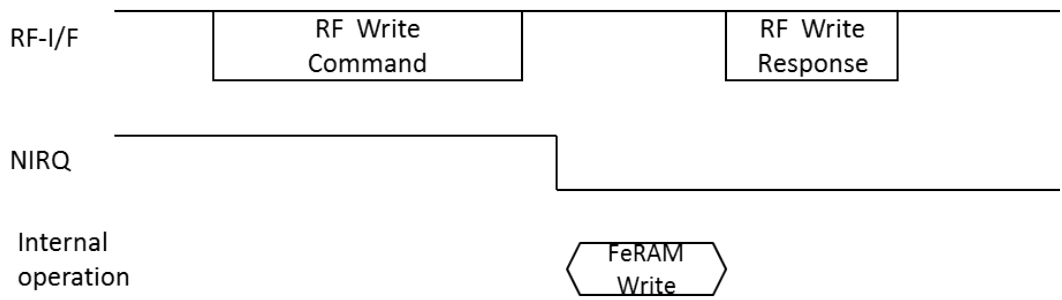 RF-I/F
RF Write
Command
RF Write
Response
NIRQ
Internal
operation
FeRAM
Write